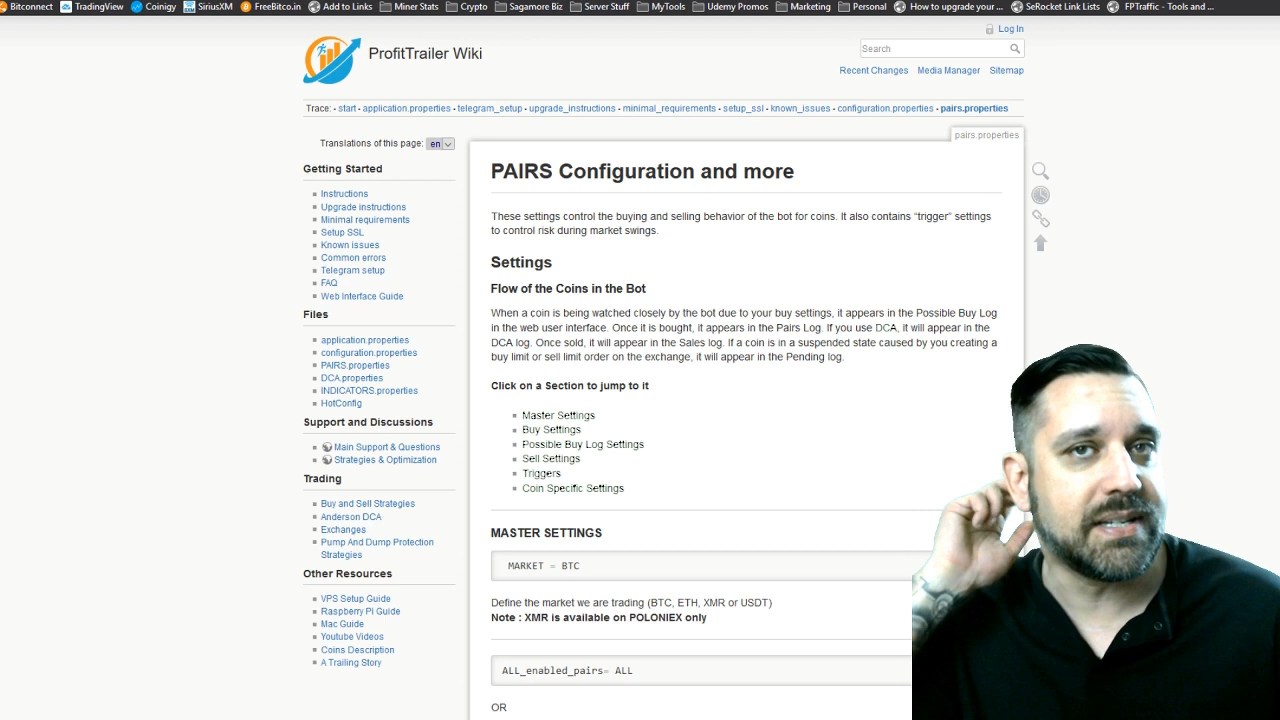 Bitconnect TradingView Coinigy SiriusXM FreeBitco.in Add to Links Miner Stats Crypto Sagamore Biz Server Stuff MyTools Udemy Promos Marketing Personal How to upgrade your ... SeRocket Link Lists FPTraffic - Tools and ...
Log In
ProfitTrailer Wiki
Search
Recent Changes Media Manager Sitemap
Trace: • start • application.properties • telegram_setup • upgrade_instructions • minimal_requirements • setup_ssl • known_issues • configuration.properties • pairs.properties
pairs.properties
Translations of this page: en
Getting Started
Instructions
Upgrade instructions
Minimal requirements
Setup SSL
Known issues
Common errors
Telegram setup
FAQ
Web Interface Guide
Files
application.properties
configuration.properties
PAIRS.properties
DCA.properties
INDICATORS.properties
HotConfig
Support and Discussions
Main Support & Questions
Strategies & Optimization
Trading
Buy and Sell Strategies
Anderson DCA
Exchanges
Pump And Dump Protection
Strategies
Other Resources
VPS Setup Guide
Raspberry PI Guide
Mac Guide
Youtube Videos
Coins Description
A Trailing Story
PAIRS Configuration and more
These settings control the buying and selling behavior of the bot for coins. It also contains “trigger” settings
to control risk during market swings.
Settings
Flow of the Coins in the Bot
When a coin is being watched closely by the bot due to your buy settings, it appears in the Possible Buy Log
in the web user interface. Once it is bought, it appears in the Pairs Log. If you use DCA, it will appear in the
DCA log. Once sold, it will appear in the Sales log. If a coin is in a suspended state caused by you creating a
buy limit or sell limit order on the exchange, it will appear in the Pending log.
Click on a Section to jump to it
Master Settings
Buy Settings
Possible Buy Log Settings
Sell Settings
Triggers
Coin Specific Settings
MASTER SETTINGS
MARKET = BTC
Define the market we are trading (BTC, ETH, XMR or USDT)
Note : XMR is available on POLONIEX only
ALL_enabled_pairs= ALL
OR